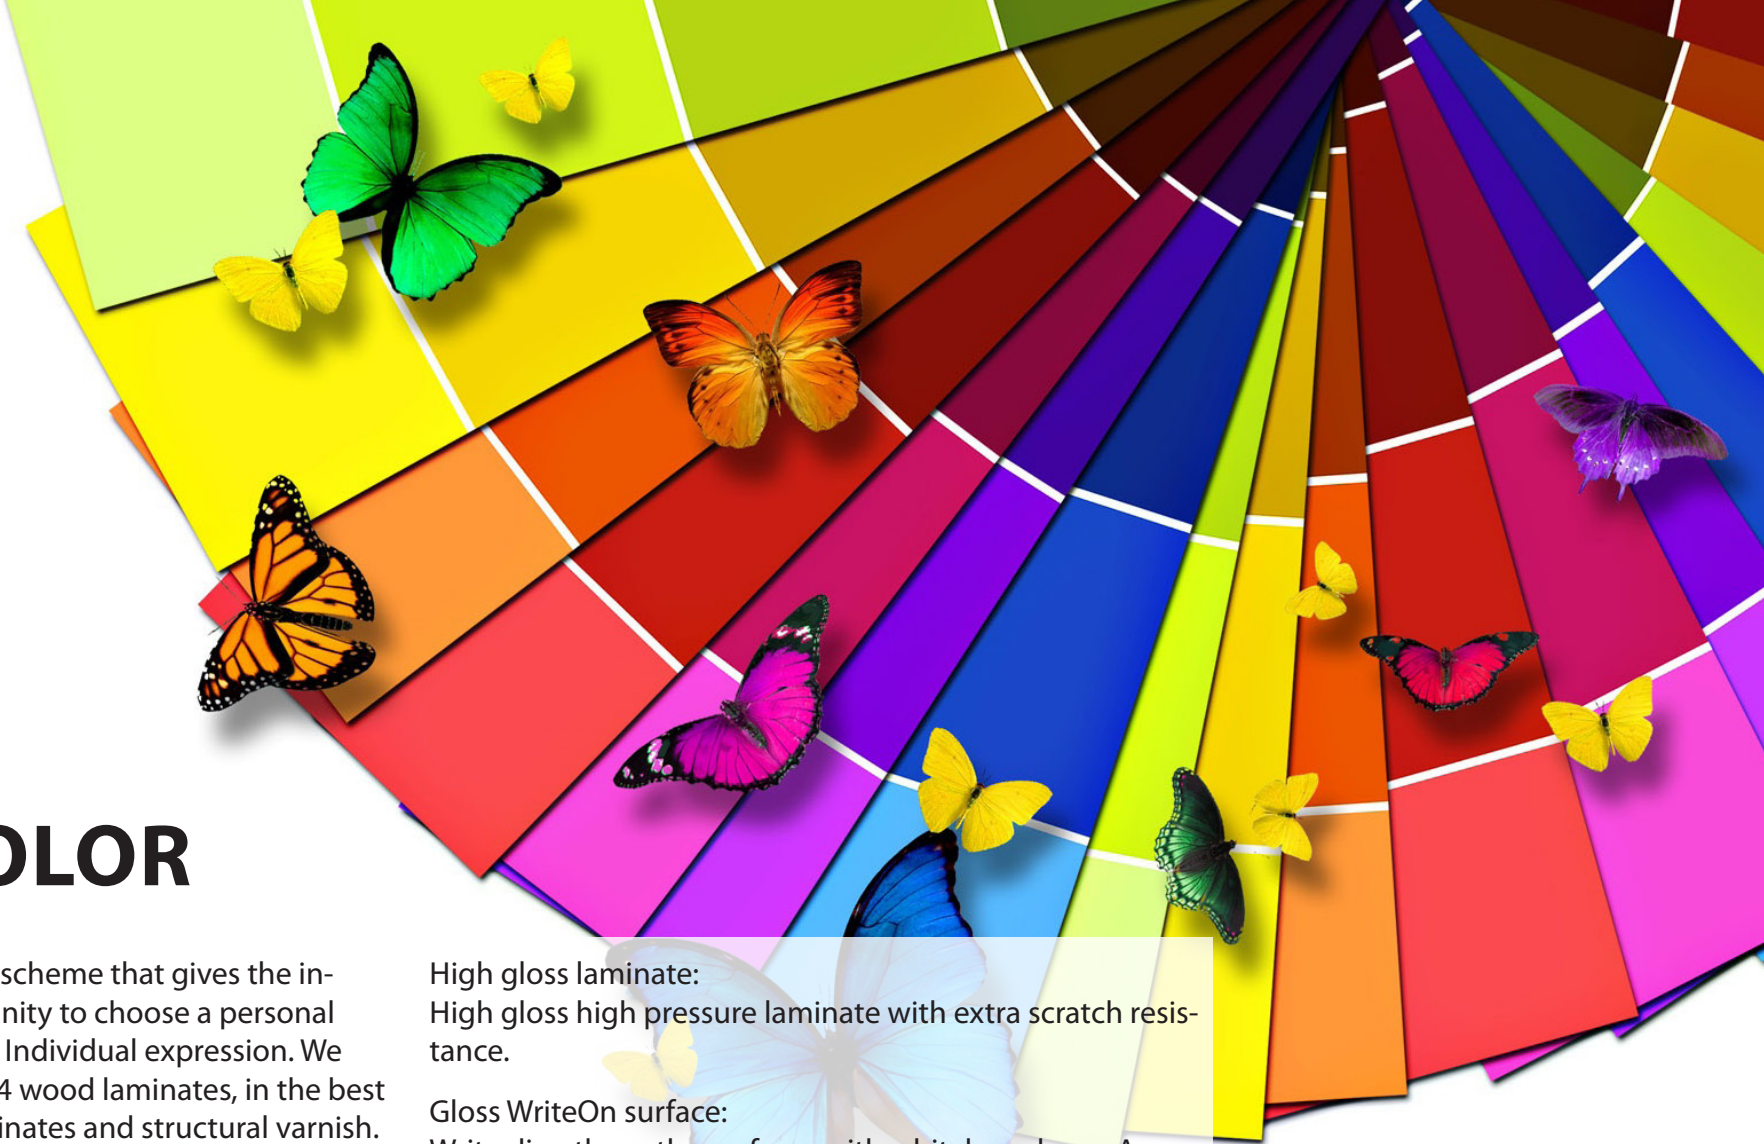 OLOR
scheme that gives the in-
nity to choose a personal
Individual expression. We
4 wood laminates, in the best
inates and structural varnish.
High gloss laminate:
High gloss high pressure laminate with extra scratch resis-
tance.
Gloss WriteOn surface: